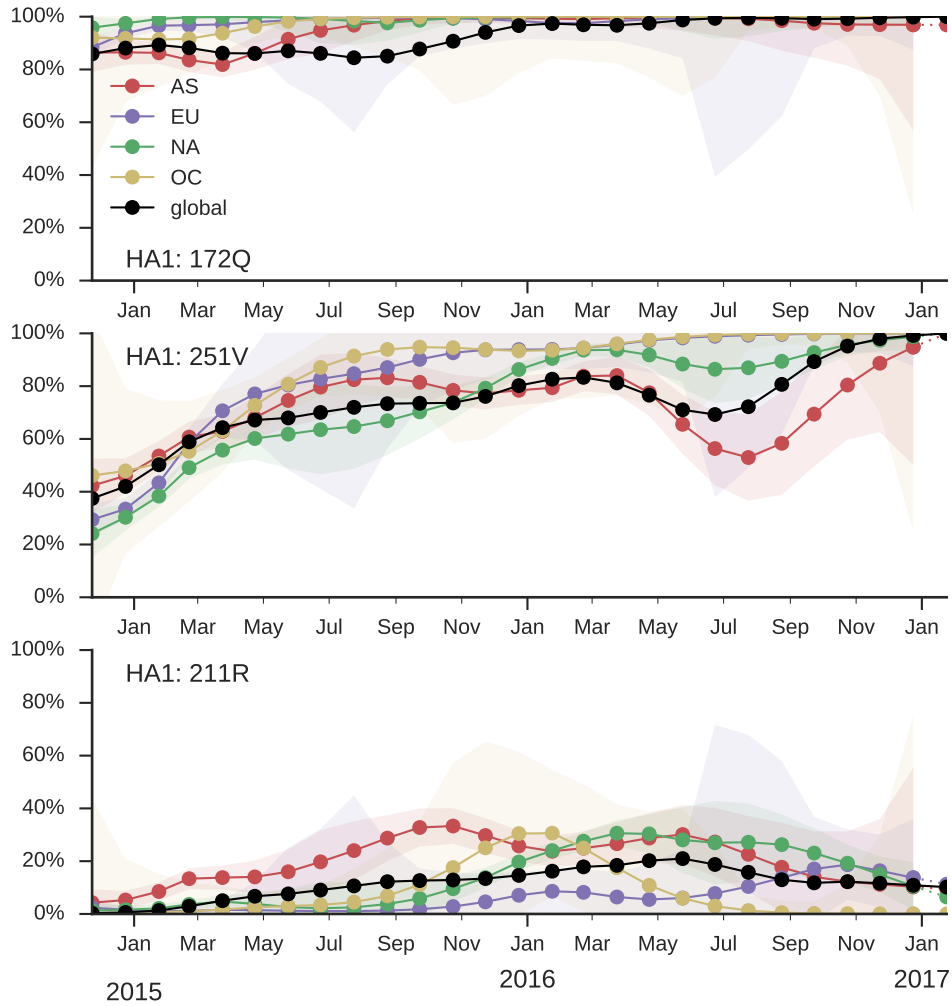 100%
80%
60%
40%
20%
0%
AS
EU
NA
OC
global
HA1: 172Q
Jan Mar May Jul Sep Nov Jan Mar May Jul Sep Nov Jan
100%
80%
60%
40%
20%
0%
HA1: 251V
Jan Mar May Jul Sep Nov Jan Mar May Jul Sep Nov Jan
100%
80%
60%
40%
20%
0%
HA1: 211R
Jan Mar May Jul Sep Nov Jan Mar May Jul Sep Nov Jan
2015 2016 2017